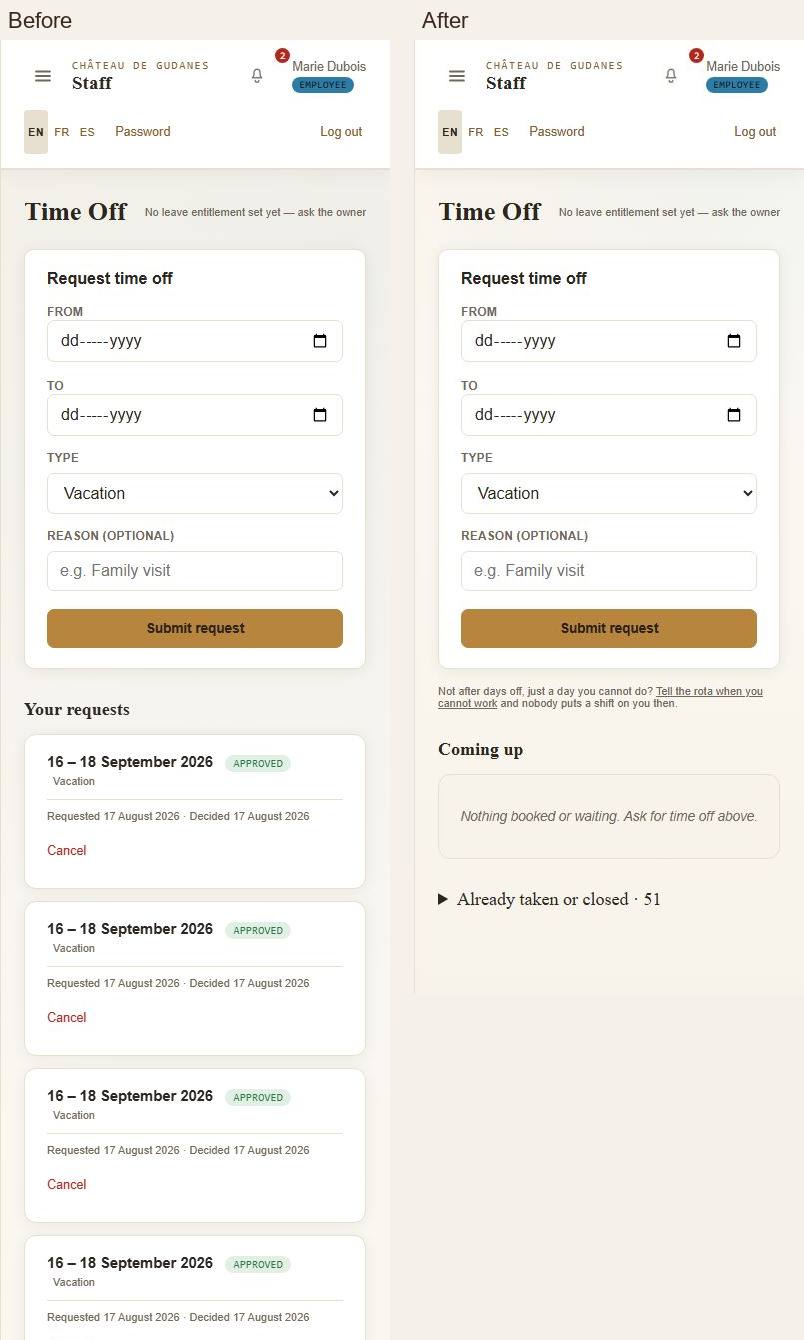 Before
CHÂTEAU DE GUDANES
Staff
2
Marie Dubois
EMPLOYEE
EN FR ES Password Log out
Time Off No leave entitlement set yet — ask the owner
Request time off
FROM
dd-----yyyy
TO
dd-----yyyy
TYPE
Vacation
REASON (OPTIONAL)
e.g. Family visit
Submit request
Your requests
16 – 18 September 2026 APPROVED
Vacation
Requested 17 August 2026 · Decided 17 August 2026
Cancel
16 – 18 September 2026 APPROVED
Vacation
Requested 17 August 2026 · Decided 17 August 2026
Cancel
16 – 18 September 2026 APPROVED
Vacation
Requested 17 August 2026 · Decided 17 August 2026
Cancel
16 – 18 September 2026 APPROVED
Vacation
Requested 17 August 2026 · Decided 17 August 2026
After
CHÂTEAU DE GUDANES
Staff
2
Marie Dubois
EMPLOYEE
EN FR ES Password Log out
Time Off No leave entitlement set yet — ask the owner
Request time off
FROM
dd-----yyyy
TO
dd-----yyyy
TYPE
Vacation
REASON (OPTIONAL)
e.g. Family visit
Submit request
Not after days off, just a day you cannot do? Tell the rota when you
cannot work and nobody puts a shift on you then.
Coming up
Nothing booked or waiting. Ask for time off above.
Already taken or closed · 51